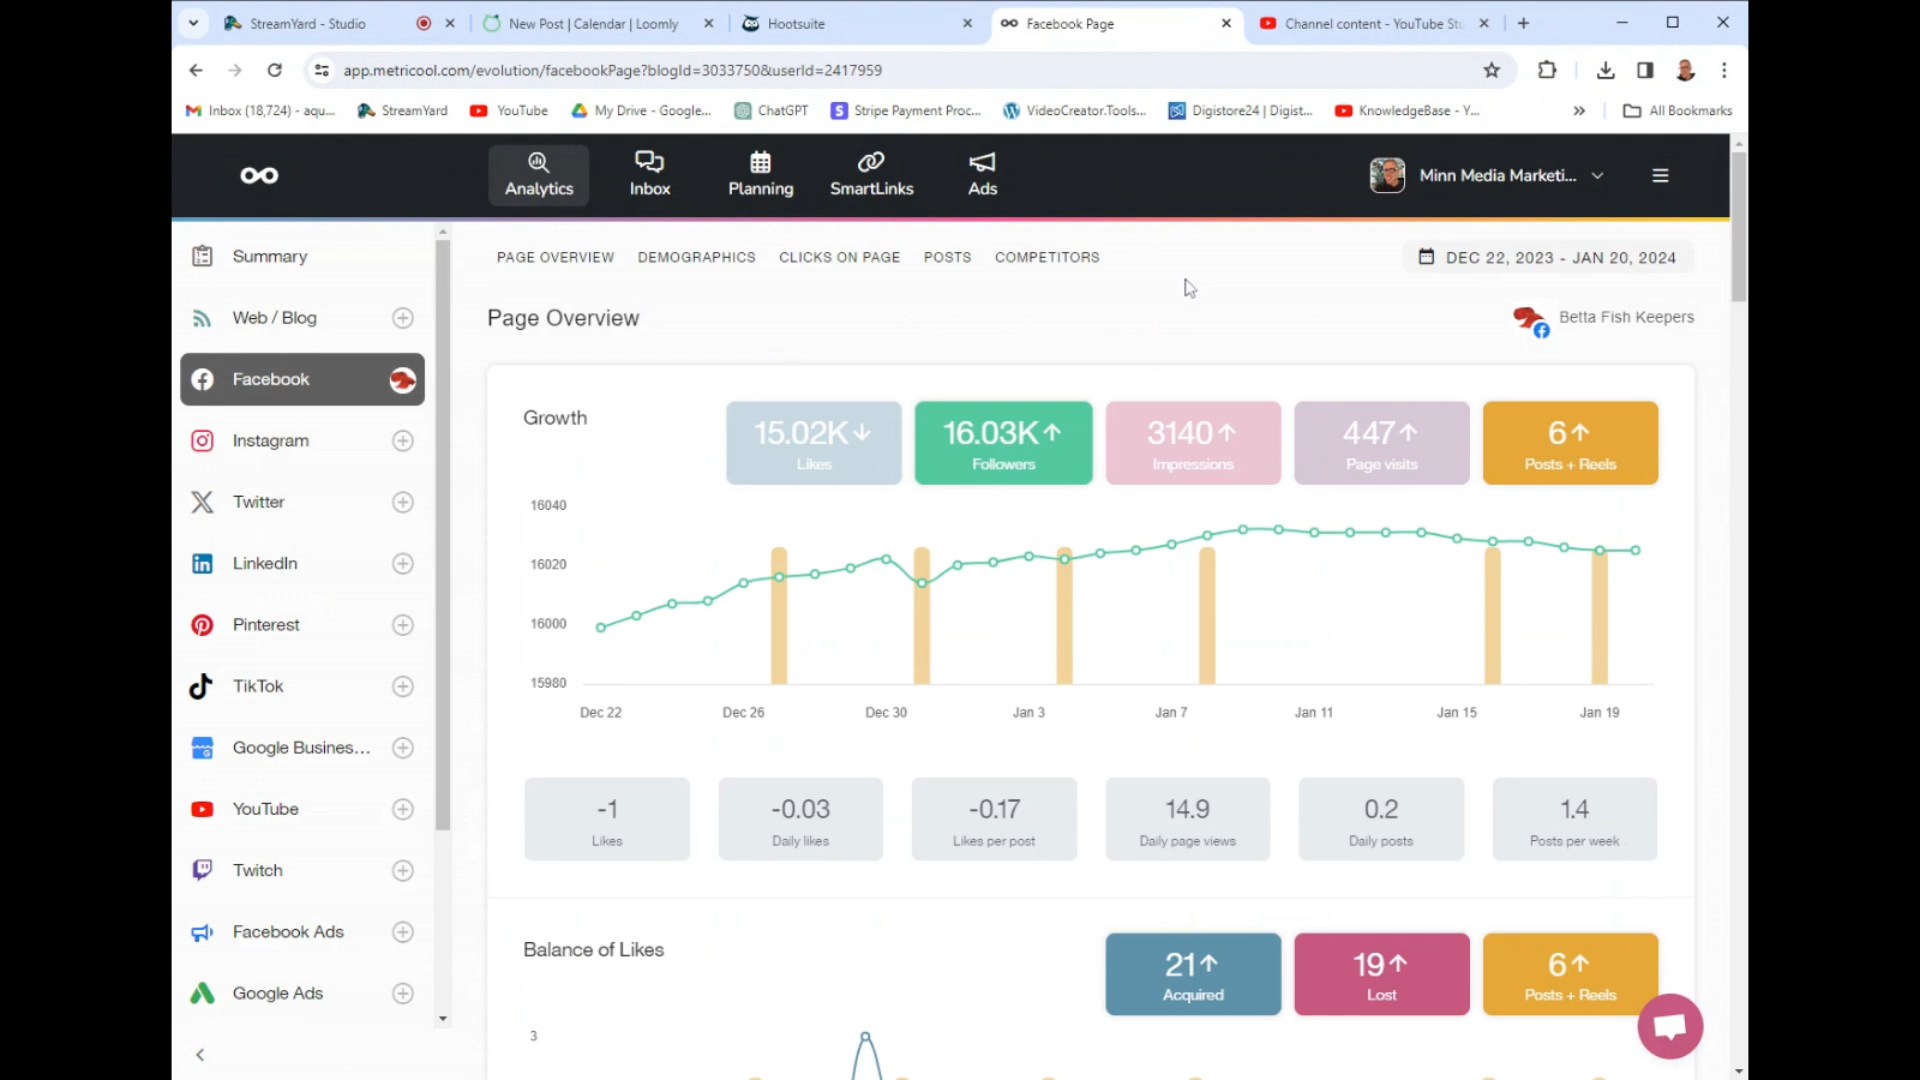 StreamYard - Studio
New Post | Calendar | Loomly
Hootsuite
Facebook Page
Channel content - YouTube Stu
app.metricool.com/evolution/facebookPage?blogId=3033750&userId=2417959
Inbox (18,724) - aqu...
StreamYard
YouTube
My Drive - Google...
ChatGPT
Stripe Payment Proc...
VideoCreator.Tools...
Digistore24 | Digist...
KnowledgeBase - Y...
All Bookmarks
Analytics
Inbox
Planning
SmartLinks
Ads
Minn Media Marketi...
Summary
Web / Blog
Facebook
Instagram
Twitter
LinkedIn
Pinterest
TikTok
Google Busines...
YouTube
Twitch
Facebook Ads
Google Ads
PAGE OVERVIEW
DEMOGRAPHICS
CLICKS ON PAGE
POSTS
COMPETITORS
DEC 22, 2023 - JAN 20, 2024
Page Overview
Betta Fish Keepers
Growth
15.02K↓
Likes
16.03K↑
Followers
3140↑
Impressions
447↑
Page visits
6↑
Posts + Reels
16040
16020
16000
15980
Dec 22
Dec 26
Dec 30
Jan 3
Jan 7
Jan 11
Jan 15
Jan 19
-1
Likes
-0.03
Daily likes
-0.17
Likes per post
14.9
Daily page views
0.2
Daily posts
1.4
Posts per week
Balance of Likes
21↑
Acquired
19↑
Lost
6↑
Posts + Reels
3